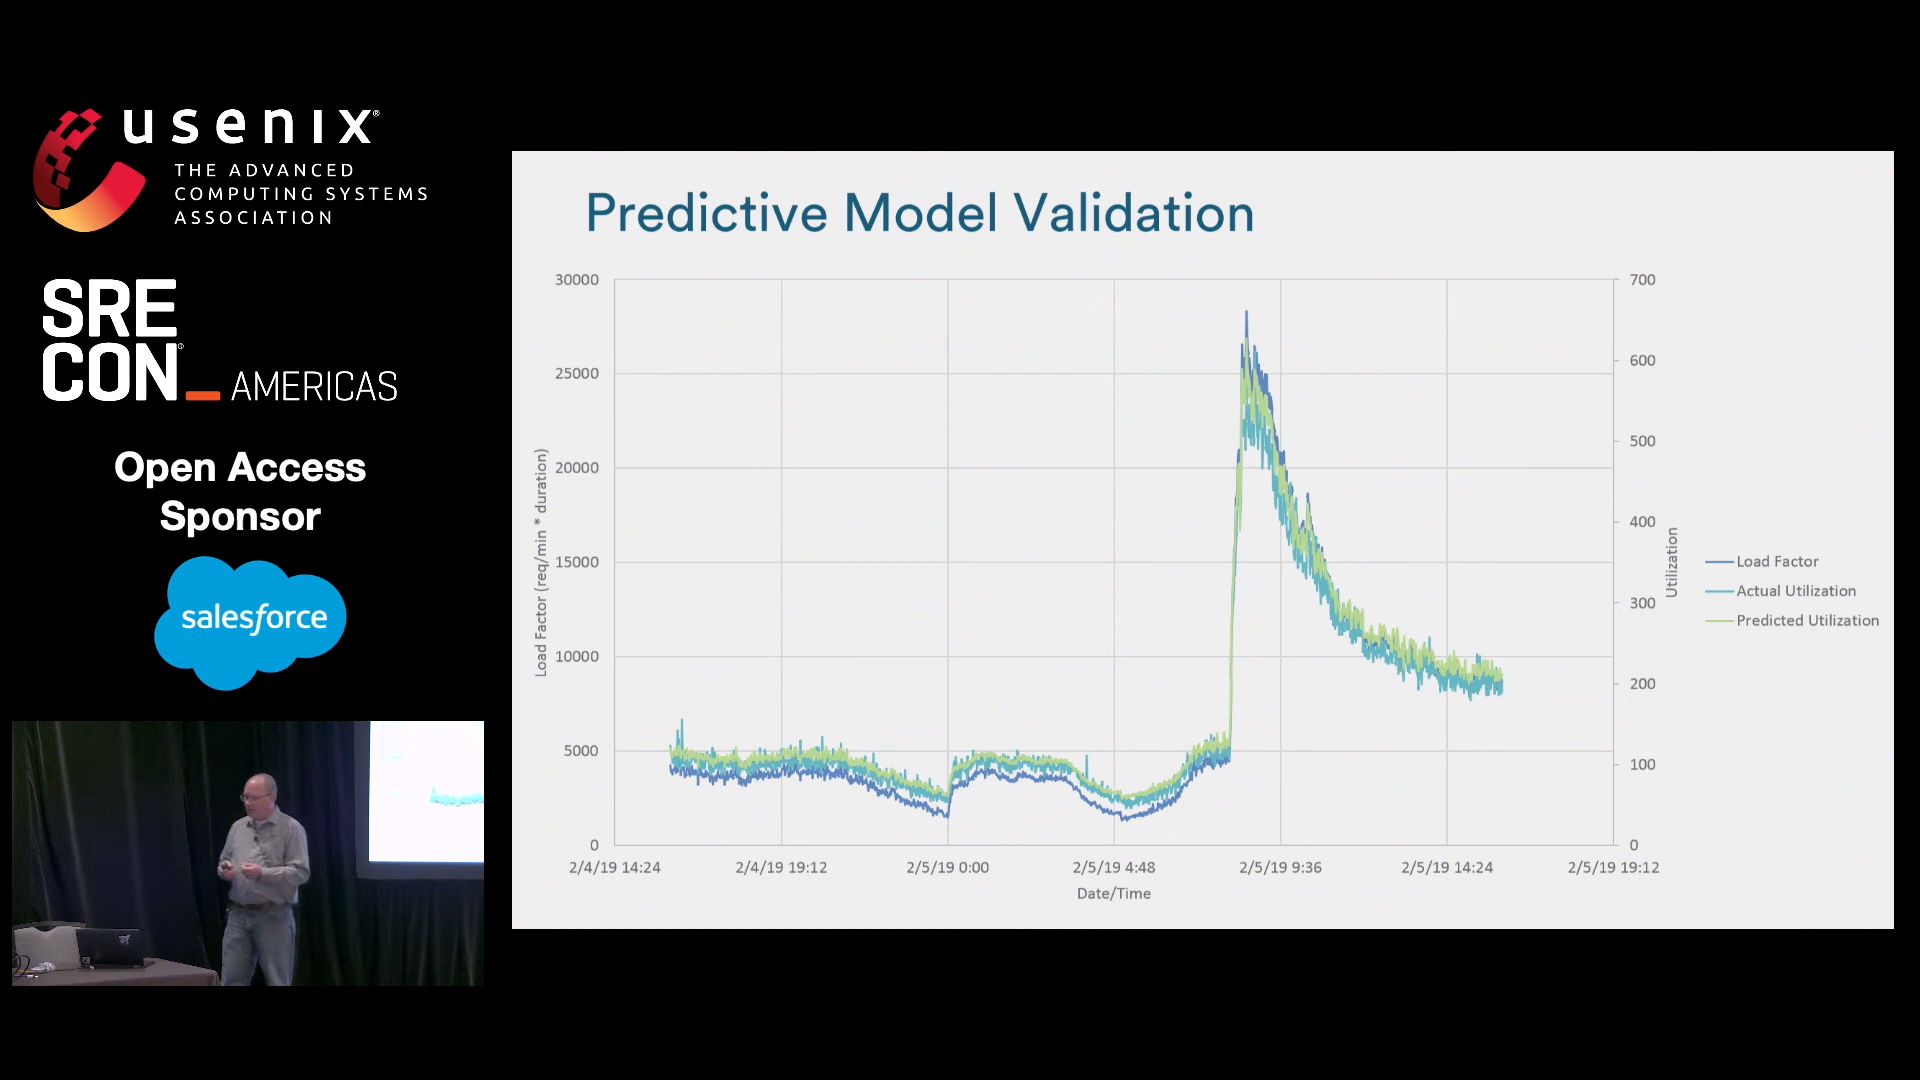 usenix®
THE ADVANCED
COMPUTING SYSTEMS
ASSOCIATION
SRE
CON®
AMERICAS
Open Access
Sponsor
salesforce
Predictive Model Validation
30000
25000
20000
15000
10000
5000
0
Load Factor (req/min * duration)
700
600
500
400
300
200
100
0
Utilization
2/4/19 14:24
2/4/19 19:12
2/5/19 0:00
2/5/19 4:48
2/5/19 9:36
2/5/19 14:24
2/5/19 19:12
Date/Time
Load Factor
Actual Utilization
Predicted Utilization